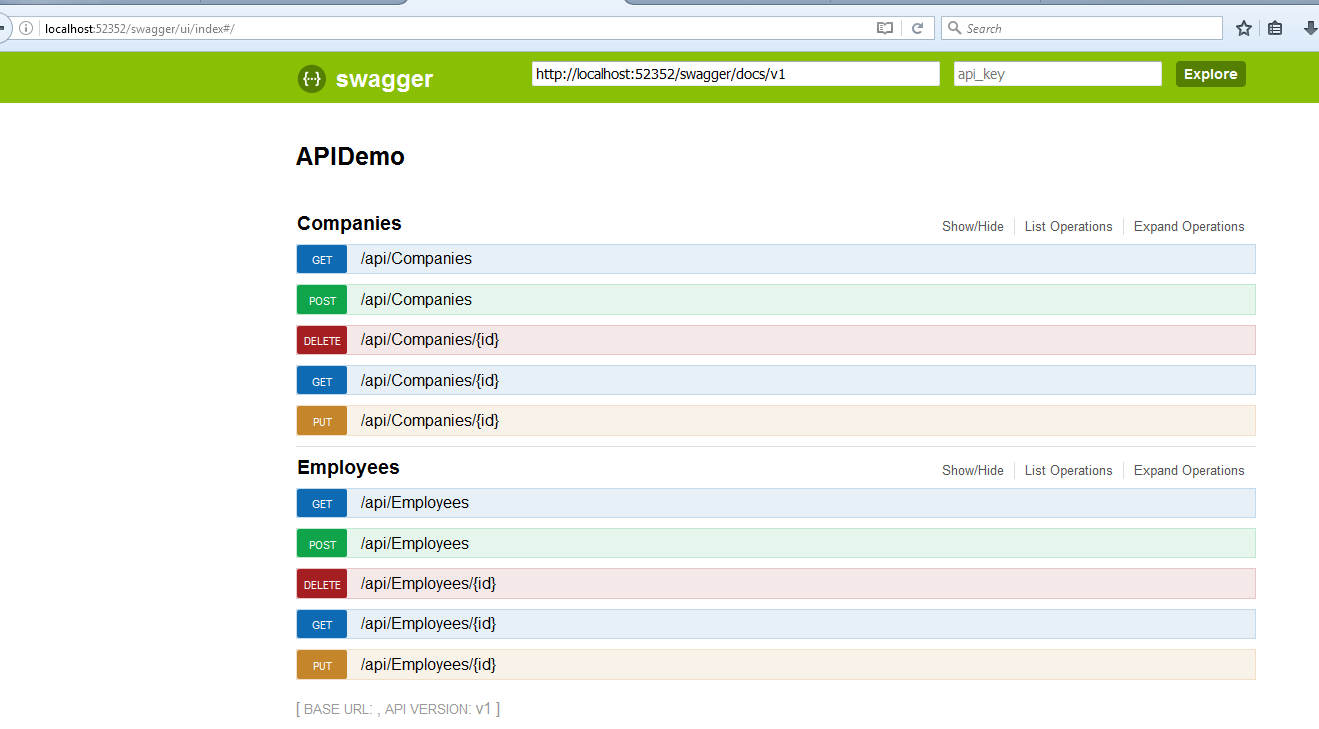 localhost:52352/swagger/ui/index#/
Search
{··} swagger
http://localhost:52352/swagger/docs/v1
api_key
Explore
APIDemo
Companies
Show/Hide
List Operations
Expand Operations
GET /api/Companies
POST /api/Companies
DELETE /api/Companies/{id}
GET /api/Companies/{id}
PUT /api/Companies/{id}
Employees
Show/Hide
List Operations
Expand Operations
GET /api/Employees
POST /api/Employees
DELETE /api/Employees/{id}
GET /api/Employees/{id}
PUT /api/Employees/{id}
[ BASE URL: , API VERSION: v1 ]